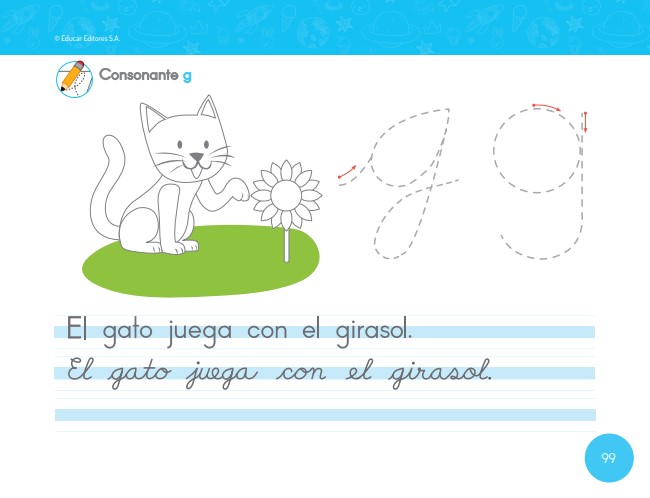 © Educar Editores S.A.
Consonante g
g g
El gato juega con el girasol.
El gato juega con el girasol.
99